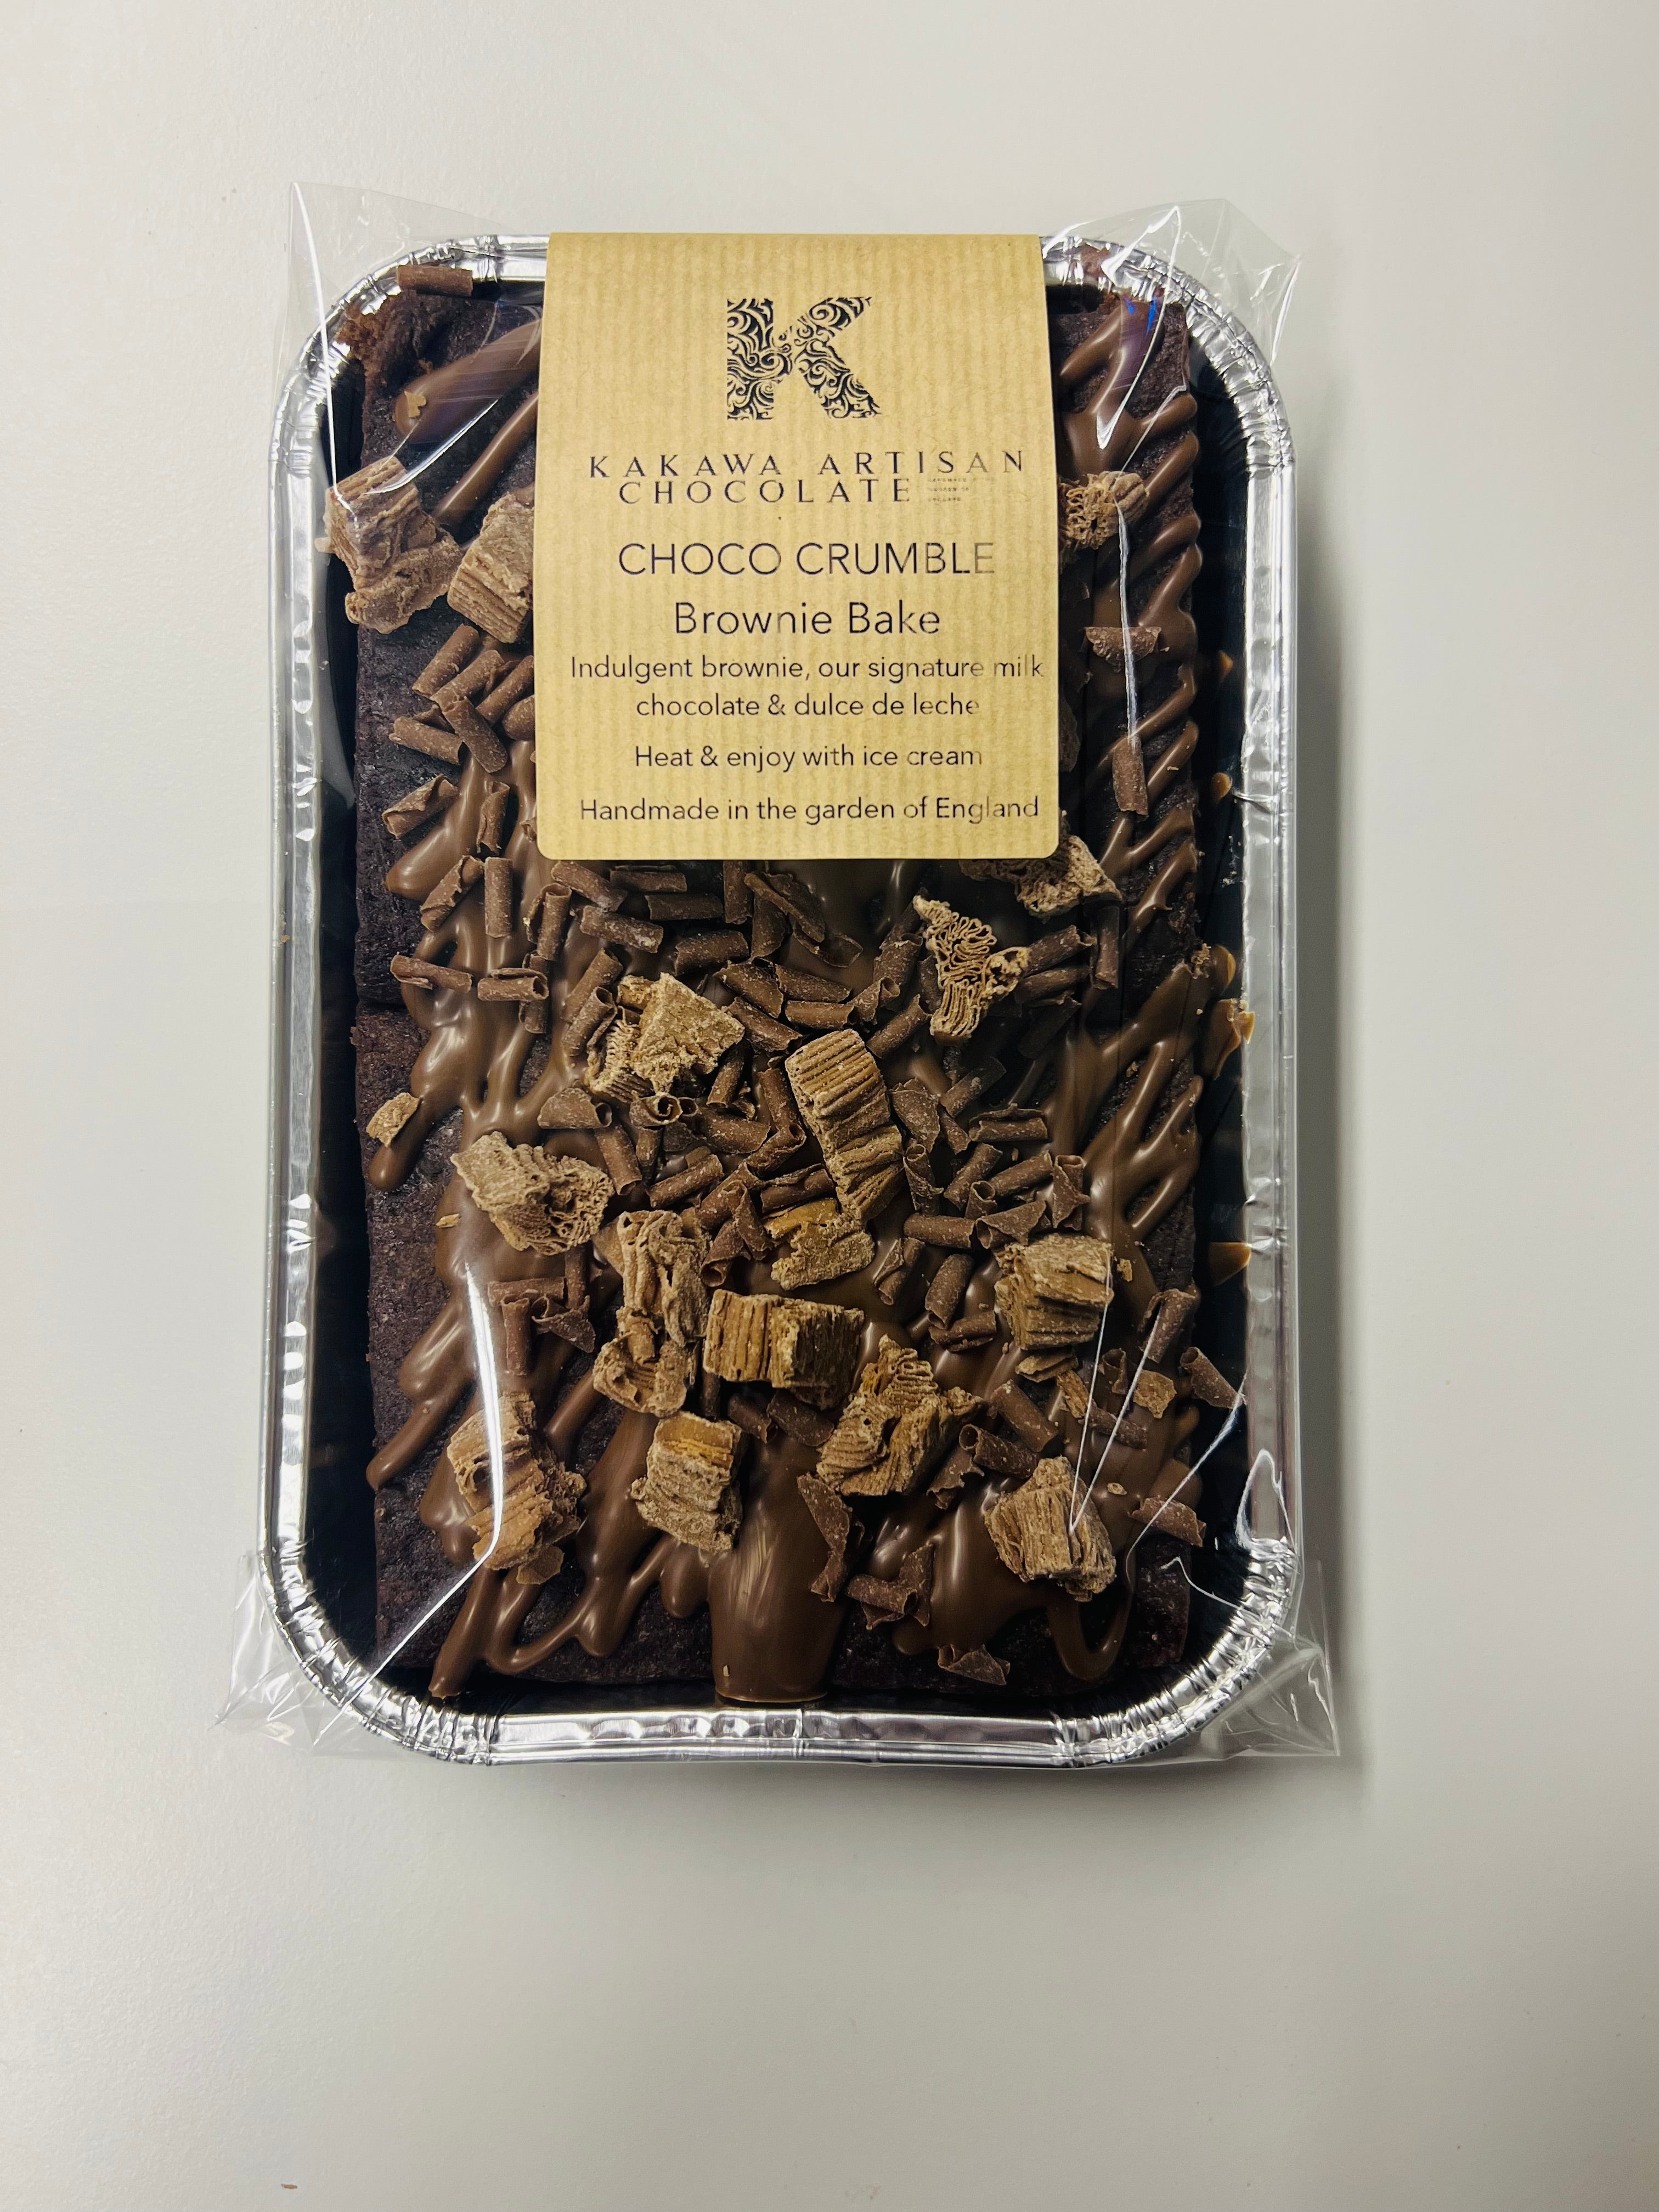 K
KAKAWA ARTISAN
CHOCOLATE
CHOCO CRUMBLE
Brownie Bake
Indulgent brownie, our signature milk
chocolate & dulce de leche
Heat & enjoy with ice cream
Handmade in the garden of England